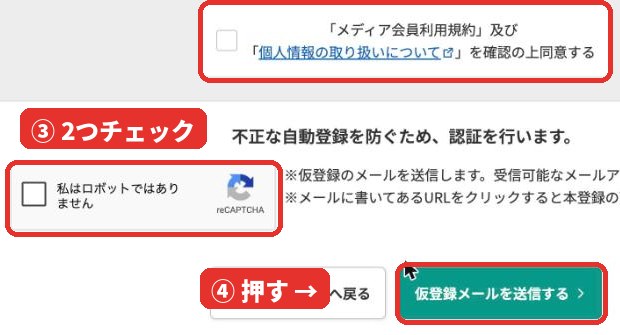 「メディア会員利用規約」及び
「個人情報の取り扱いについて」を確認の上同意する
③ 2つチェック
不正な自動登録を防ぐため、認証を行います。
私はロボットではあり
ません
reCAPTCHA
※仮登録のメールを送信します。受信可能なメールア
※メールに書いてあるURLをクリックすると本登録の
④ 押す →
へ戻る
仮登録メールを送信する